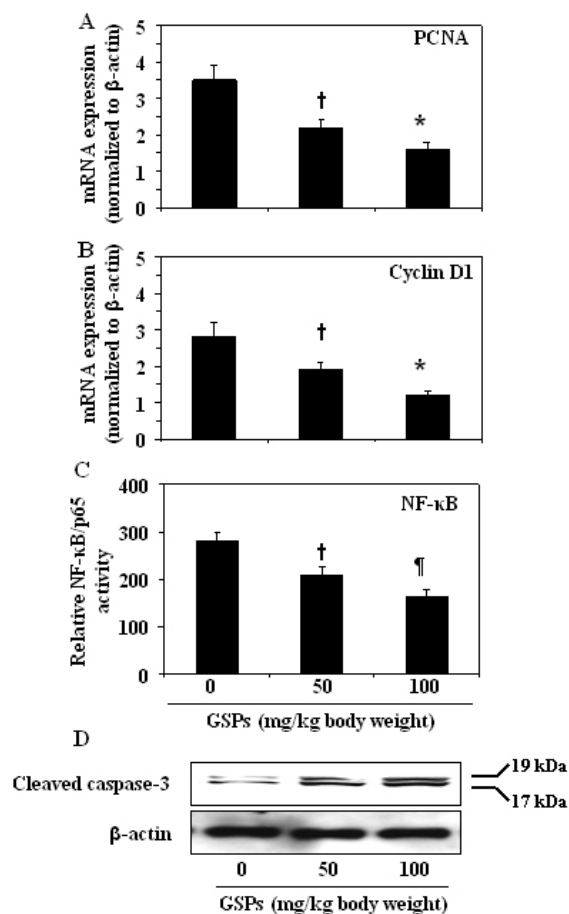 A
PCNA
mRNA expression
(normalized to β-actin)
5
4
3
2
1
0
†
*
B
Cyclin D1
mRNA expression
(normalized to β-actin)
5
4
3
2
1
0
†
*
C
NF-κB
Relative NF-κB/p65
activity
400
300
200
100
0
†
¶
0 50 100
GSPs (mg/kg body weight)
D
Cleaved caspase-3
19 kDa
17 kDa
β-actin
0 50 100
GSPs (mg/kg body weight)